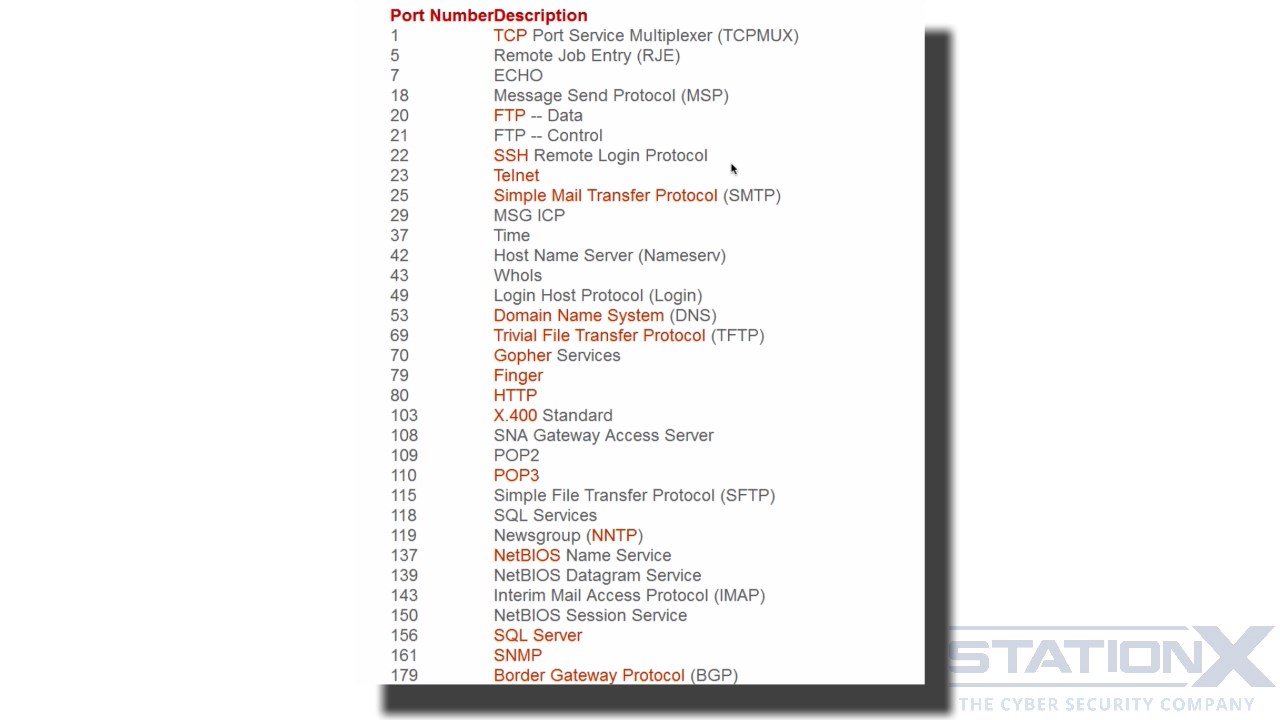 Port NumberDescription
1 TCP Port Service Multiplexer (TCPMUX)
5 Remote Job Entry (RJE)
7 ECHO
18 Message Send Protocol (MSP)
20 FTP -- Data
21 FTP -- Control
22 SSH Remote Login Protocol
23 Telnet
25 Simple Mail Transfer Protocol (SMTP)
29 MSG ICP
37 Time
42 Host Name Server (Nameserv)
43 WhoIs
49 Login Host Protocol (Login)
53 Domain Name System (DNS)
69 Trivial File Transfer Protocol (TFTP)
70 Gopher Services
79 Finger
80 HTTP
103 X.400 Standard
108 SNA Gateway Access Server
109 POP2
110 POP3
115 Simple File Transfer Protocol (SFTP)
118 SQL Services
119 Newsgroup (NNTP)
137 NetBIOS Name Service
139 NetBIOS Datagram Service
143 Interim Mail Access Protocol (IMAP)
150 NetBIOS Session Service
156 SQL Server
161 SNMP
179 Border Gateway Protocol (BGP)
STATIONX
THE CYBER SECURITY COMPANY